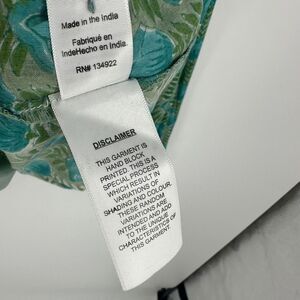 Made in the India
Fabriqué en
IndeHecho en India.
RN# 134922
DISCLAIMER
THIS GARMENT IS
HAND BLOCK
PRINTED. THIS IS A
SPECIAL PROCESS
WHICH RESULT IN
VARIATIONS OF
SHADING AND COLOUR.
THESE RANDOM
VARIATIONS ARE
INTENDED AND ADD
TO THE UNIQUE
CHARACTERISTICS OF
THIS GARMENT.